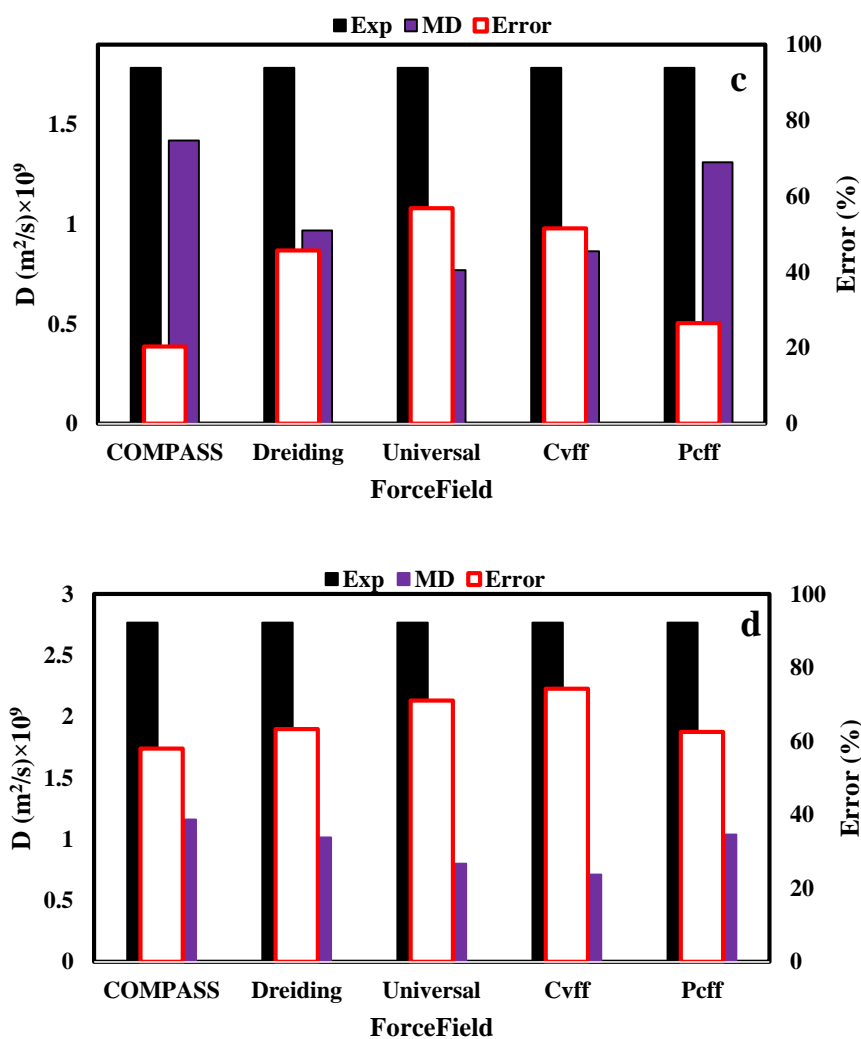 Exp MD Error
c
100
80
60
40
20
0
1.5
1
0.5
0
D (m²/s)×10⁹
Error (%)
COMPASS Dreiding Universal Cvff Pcff
ForceField
Exp MD Error
d
3
2.5
2
1.5
1
0.5
0
100
80
60
40
20
0
D (m²/s)×10⁹
Error (%)
COMPASS Dreiding Universal Cvff Pcff
ForceField